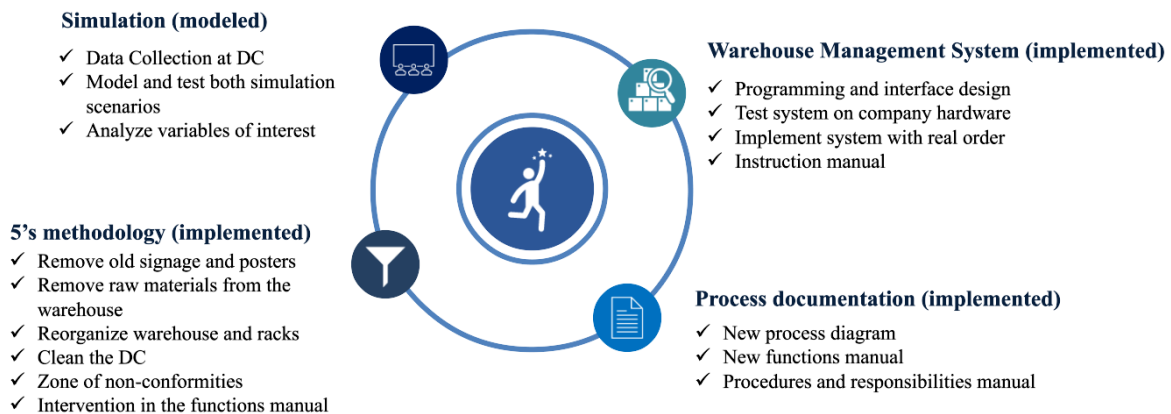 Simulation (modeled)
✓ Data Collection at DC
✓ Model and test both simulation
scenarios
✓ Analyze variables of interest
Warehouse Management System (implemented)
✓ Programming and interface design
✓ Test system on company hardware
✓ Implement system with real order
✓ Instruction manual
5's methodology (implemented)
✓ Remove old signage and posters
✓ Remove raw materials from the
warehouse
✓ Reorganize warehouse and racks
✓ Clean the DC
✓ Zone of non-conformities
✓ Intervention in the functions manual
Process documentation (implemented)
✓ New process diagram
✓ New functions manual
✓ Procedures and responsibilities manual